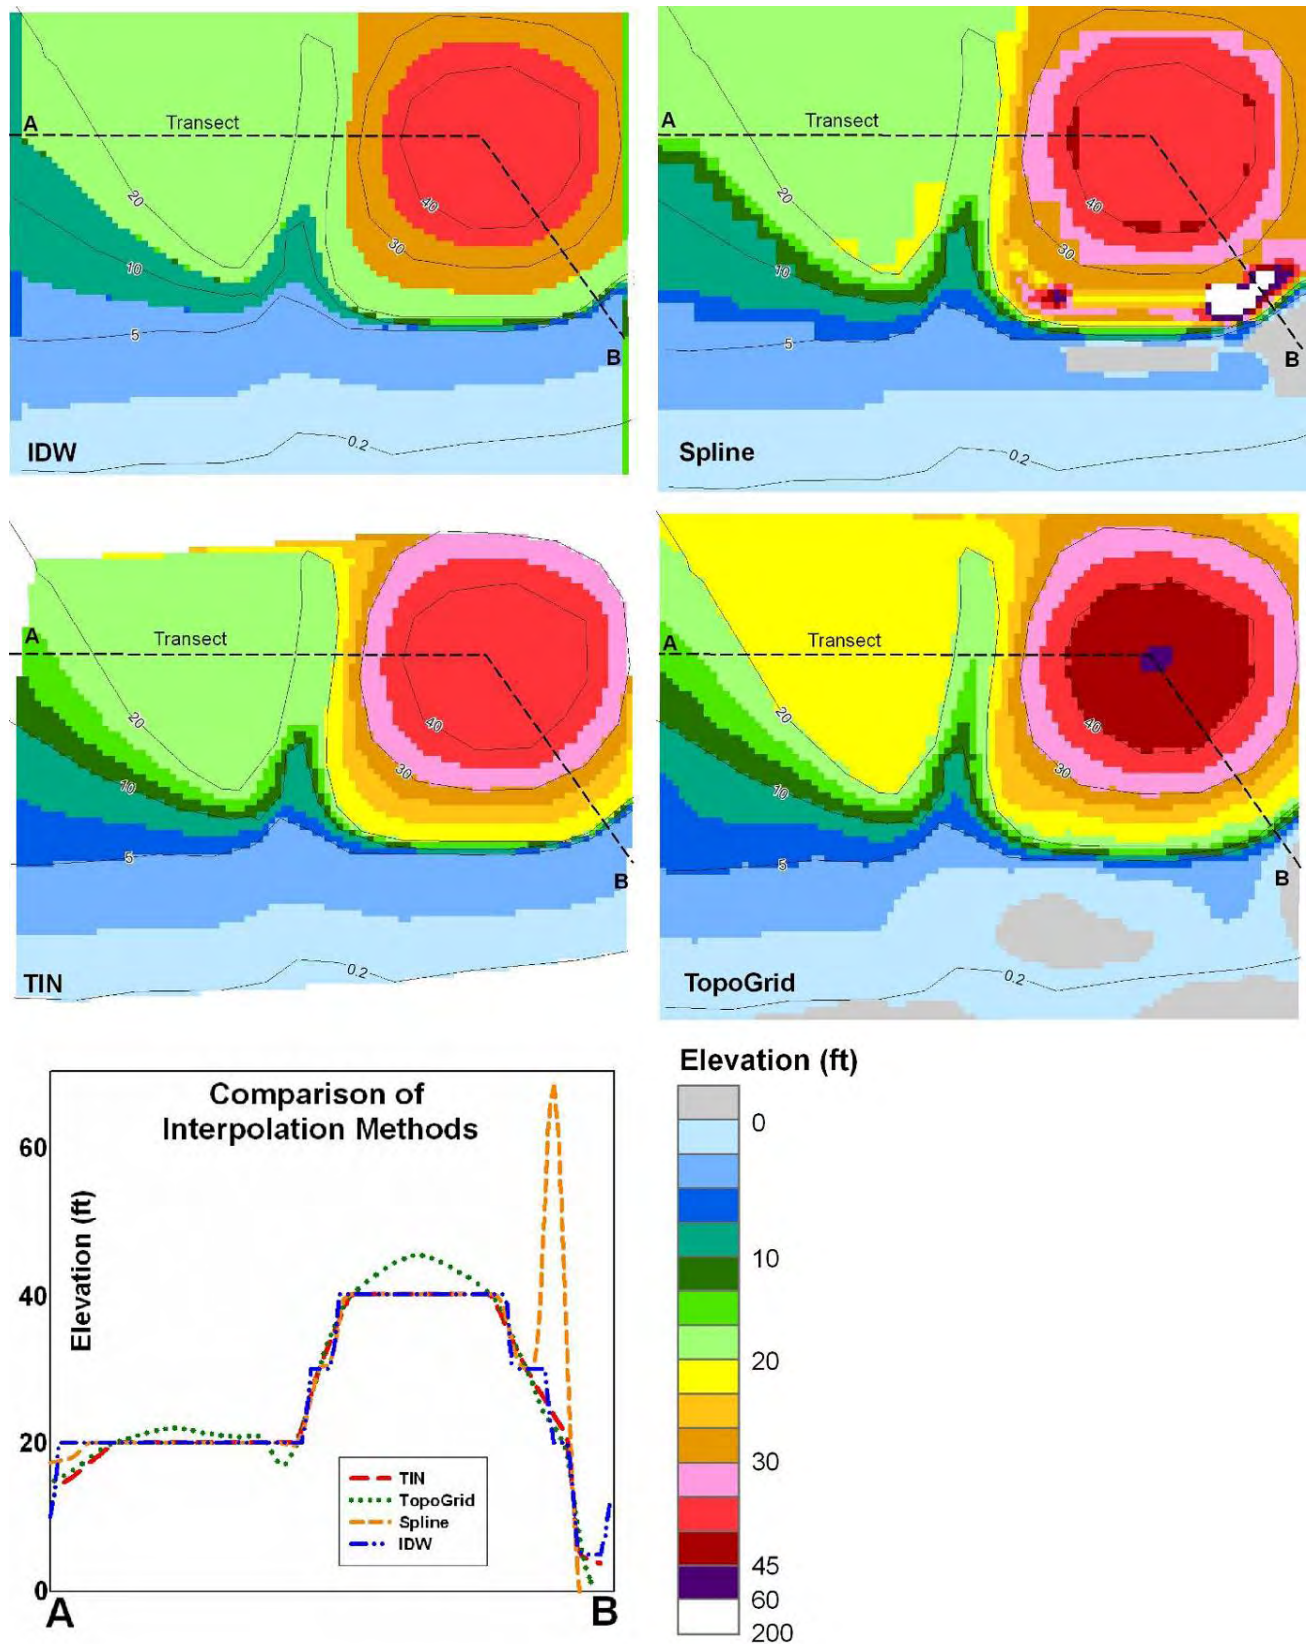 A
Transect
20
40
30
10
5
B
0.2
IDW
A
Transect
20
40
30
10
5
B
0.2
Spline
A
Transect
20
40
30
10
5
B
0.2
TIN
A
Transect
20
40
30
10
5
B
0.2
TopoGrid
Comparison of
Interpolation Methods
Elevation (ft)
60
40
20
0
TIN
TopoGrid
Spline
IDW
A
B
Elevation (ft)
0
10
20
30
45
60
200